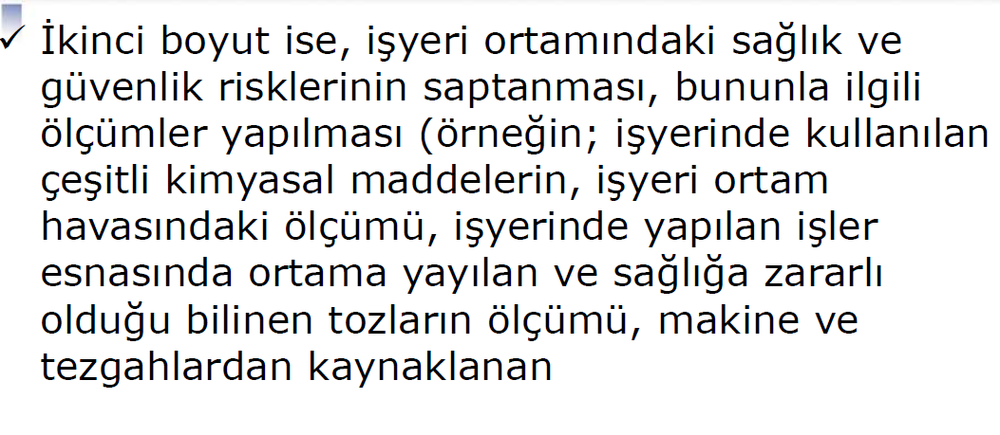 ✓ İkinci boyut ise, işyeri ortamındaki sağlık ve
güvenlik risklerinin saptanması, bununla ilgili
ölçümler yapılması (örneğin; işyerinde kullanılan
çeşitli kimyasal maddelerin, işyeri ortam
havasındaki ölçümü, işyerinde yapılan işler
esnasında ortama yayılan ve sağlığa zararlı
olduğu bilinen tozların ölçümü, makine ve
tezgahlardan kaynaklanan